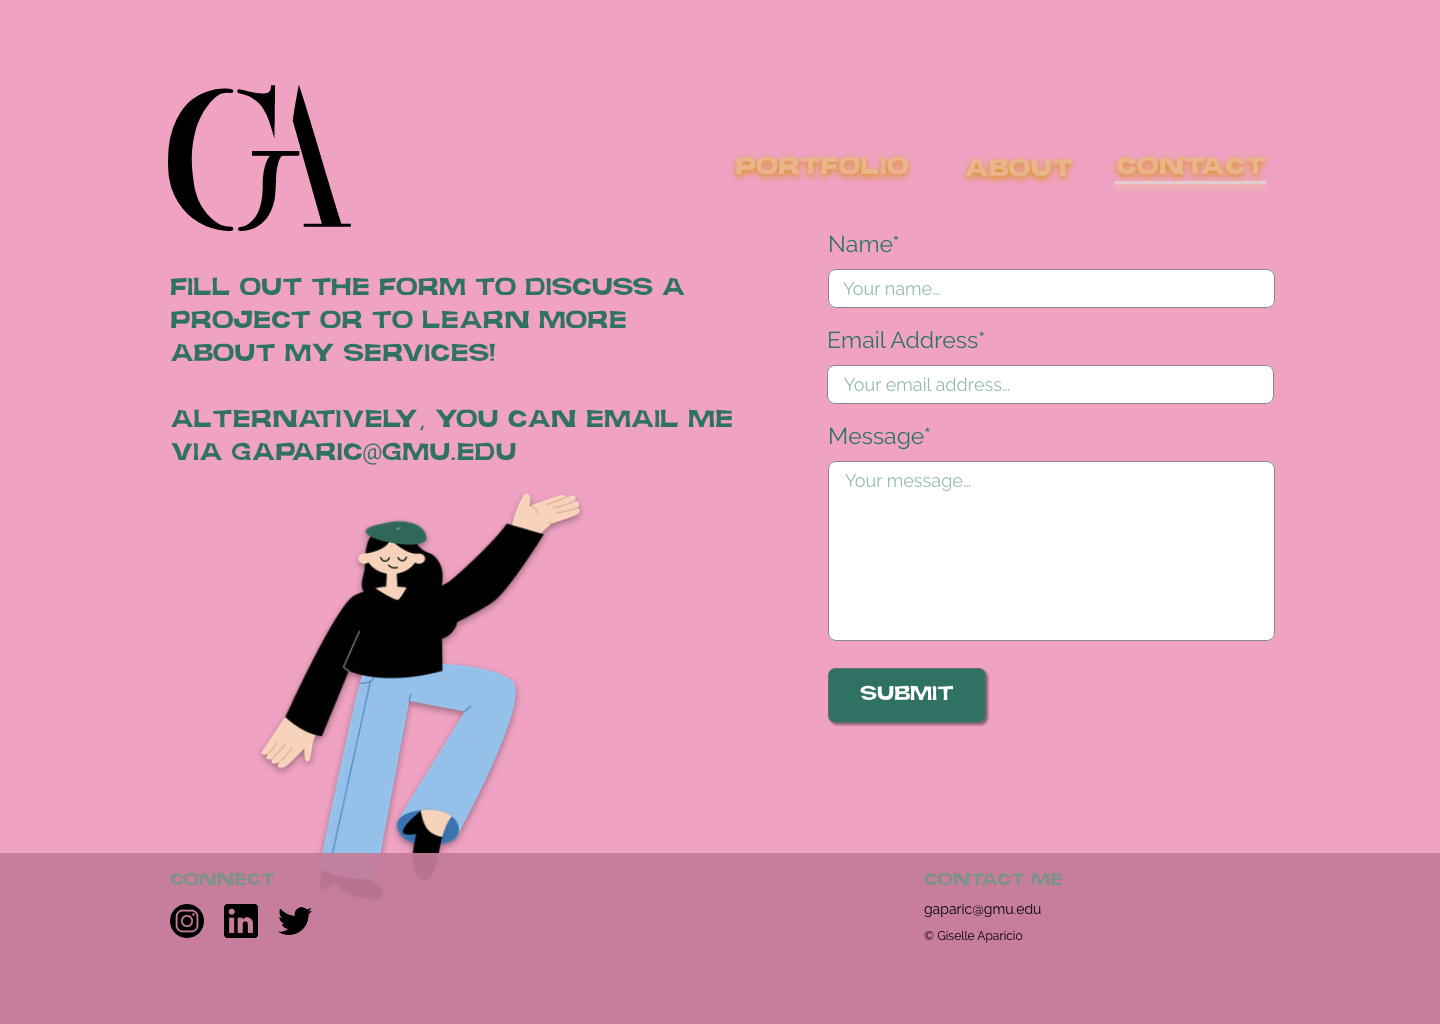 GA
PORTFOLIO ABOUT CONTACT
FILL OUT THE FORM TO DISCUSS A
PROJECT OR TO LEARN MORE
ABOUT MY SERVICES!
ALTERNATIVELY, YOU CAN EMAIL ME
VIA GAPARIC@GMU.EDU
Name*
Your name...
Email Address*
Your email address...
Message*
Your message...
SUBMIT
CONNECT
in
CONTACT ME
gaparic@gmu.edu
© Giselle Aparicio